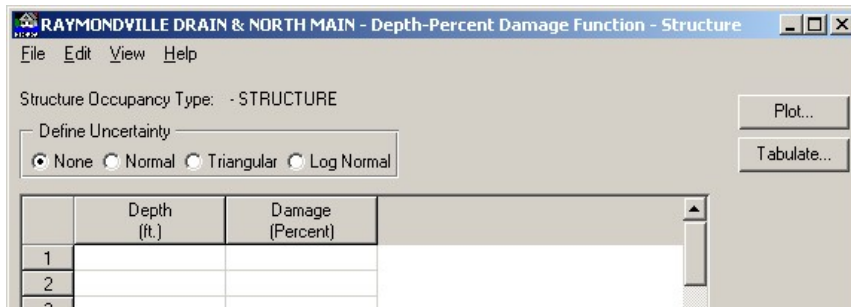 RAYMONDVILLE DRAIN & NORTH MAIN - Depth-Percent Damage Function - Structure
File Edit View Help
Structure Occupancy Type: - STRUCTURE
Plot...
Define Uncertainty
None Normal Triangular Log Normal
Tabulate...
Depth (ft.)
Damage (Percent)
1
2